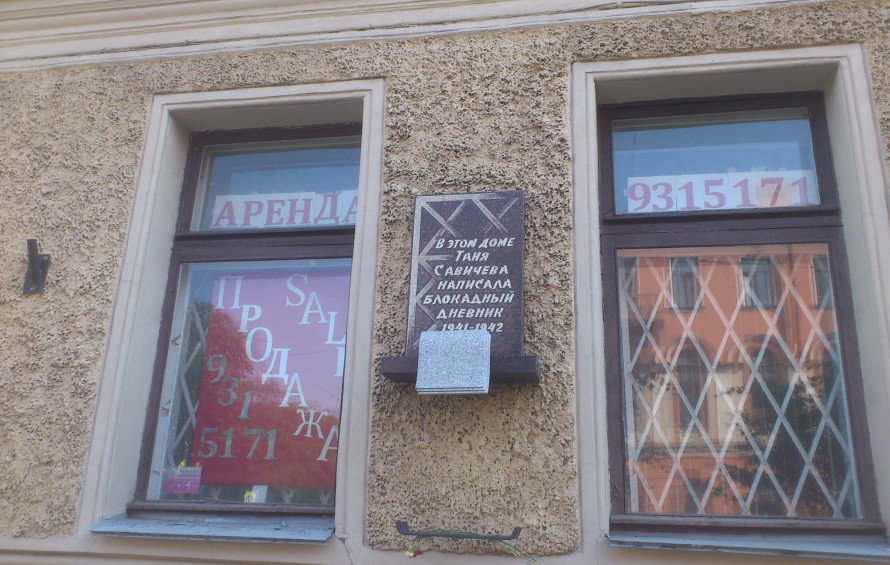 АРЕНДА
ПРОДАЖА
SALE
931
5171
В ЭТОМ ДОМЕ
ТАНЯ
САВИЧЕВА
НАПИСАЛА
БЛОКАДНЫЙ
ДНЕВНИК
1941-1942
9315171